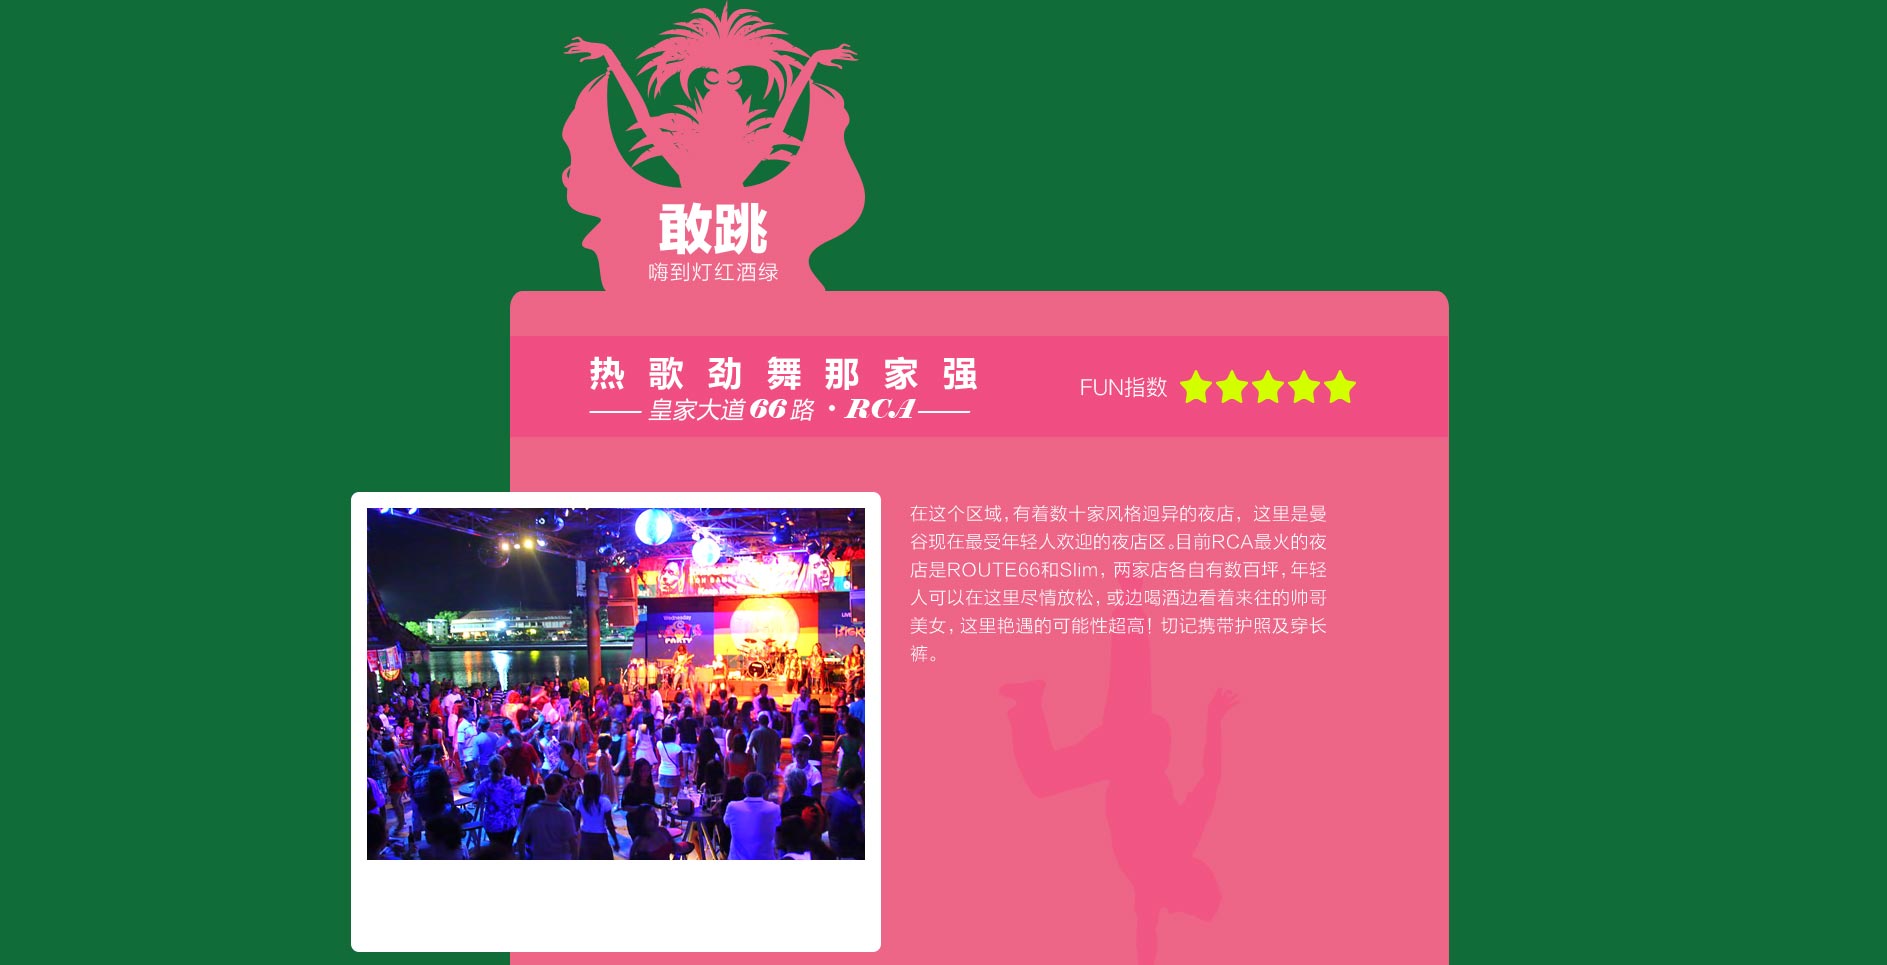 敢跳
嗨到灯红酒绿
热歌劲舞那家强
皇家大道66路·RCA
FUN指数
在这个区域，有着数十家风格迥异的夜店，这里是曼
谷现在最受年轻人欢迎的夜店区。目前RCA最火的夜
店是ROUTE66和Slim，两家店各自有数百坪，年轻
人可以在这里尽情放松，或边喝酒边看着来往的帅哥
美女，这里艳遇的可能性超高！切记携带护照及穿长
裤。
Wednesday
PARTY
LIVE